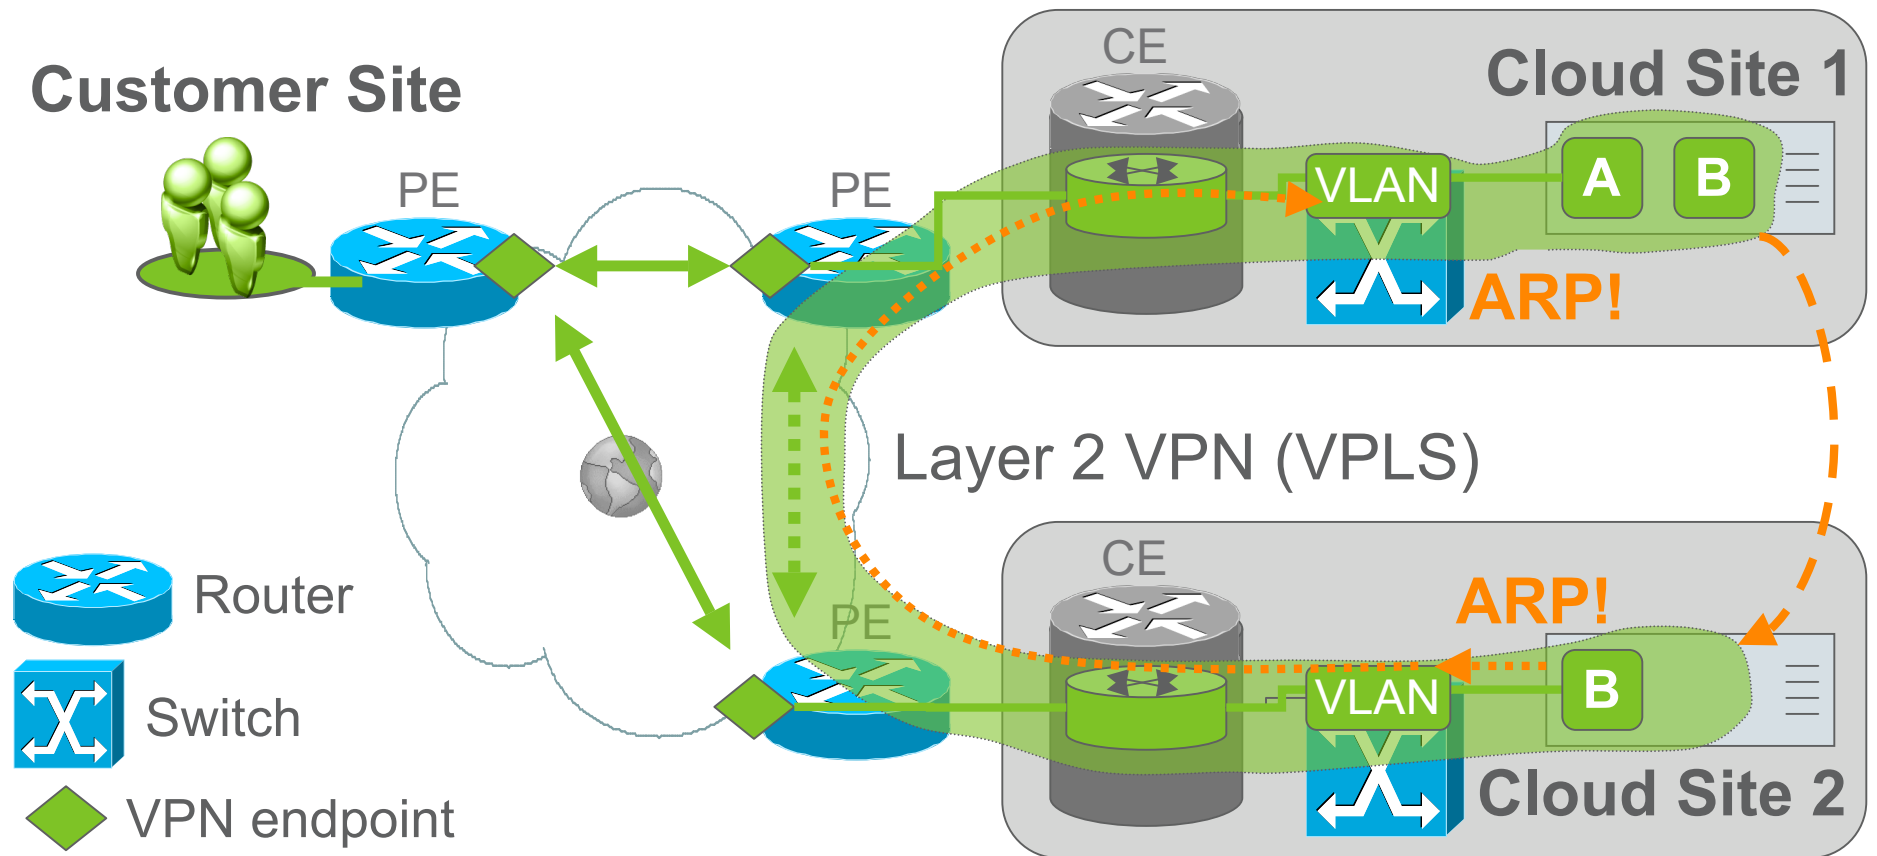 Customer Site
PE
PE
CE
Cloud Site 1
VLAN
A
B
ARP!
Layer 2 VPN (VPLS)
PE
CE
ARP!
VLAN
B
Cloud Site 2
Router
Switch
VPN endpoint